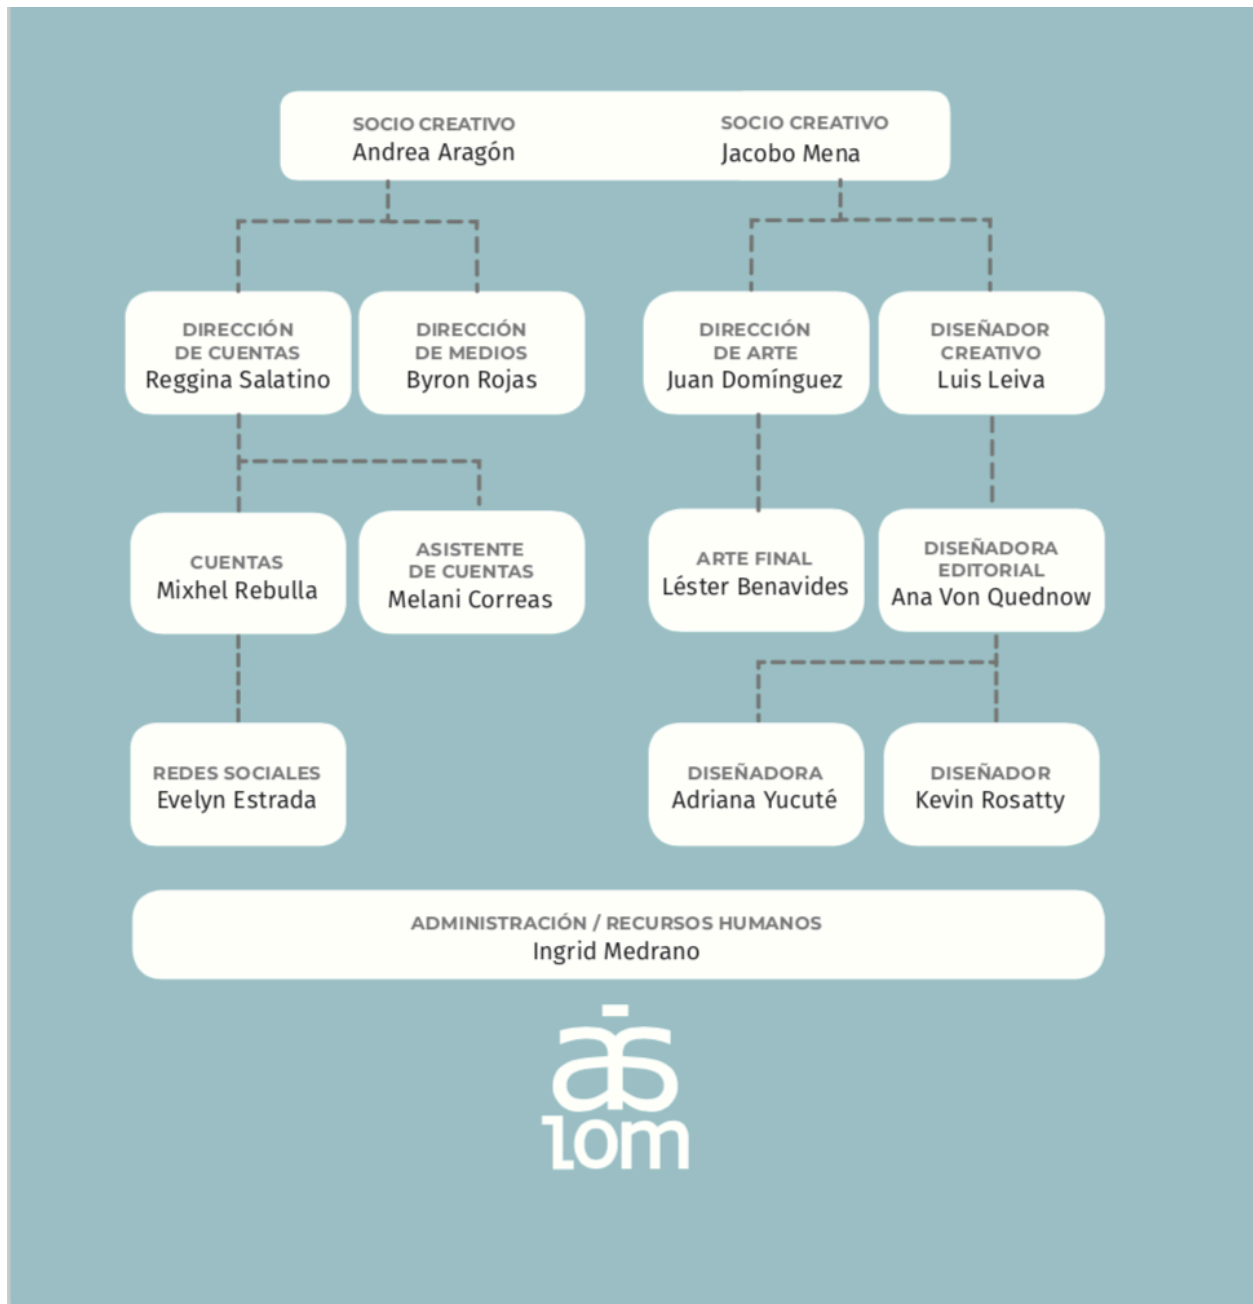 SOCIO CREATIVO
Andrea Aragón
SOCIO CREATIVO
Jacobo Mena
DIRECCIÓN
DE CUENTAS
Reggina Salatino
DIRECCIÓN
DE MEDIOS
Byron Rojas
DIRECCIÓN
DE ARTE
Juan Domínguez
DISEÑADOR
CREATIVO
Luis Leiva
CUENTAS
Mixhel Rebulla
ASISTENTE
DE CUENTAS
Melani Correas
ARTE FINAL
Léster Benavides
DISEÑADORA
EDITORIAL
Ana Von Quednow
REDES SOCIALES
Evelyn Estrada
DISEÑADORA
Adriana Yucuté
DISEÑADOR
Kevin Rosatty
ADMINISTRACIÓN / RECURSOS HUMANOS
Ingrid Medrano